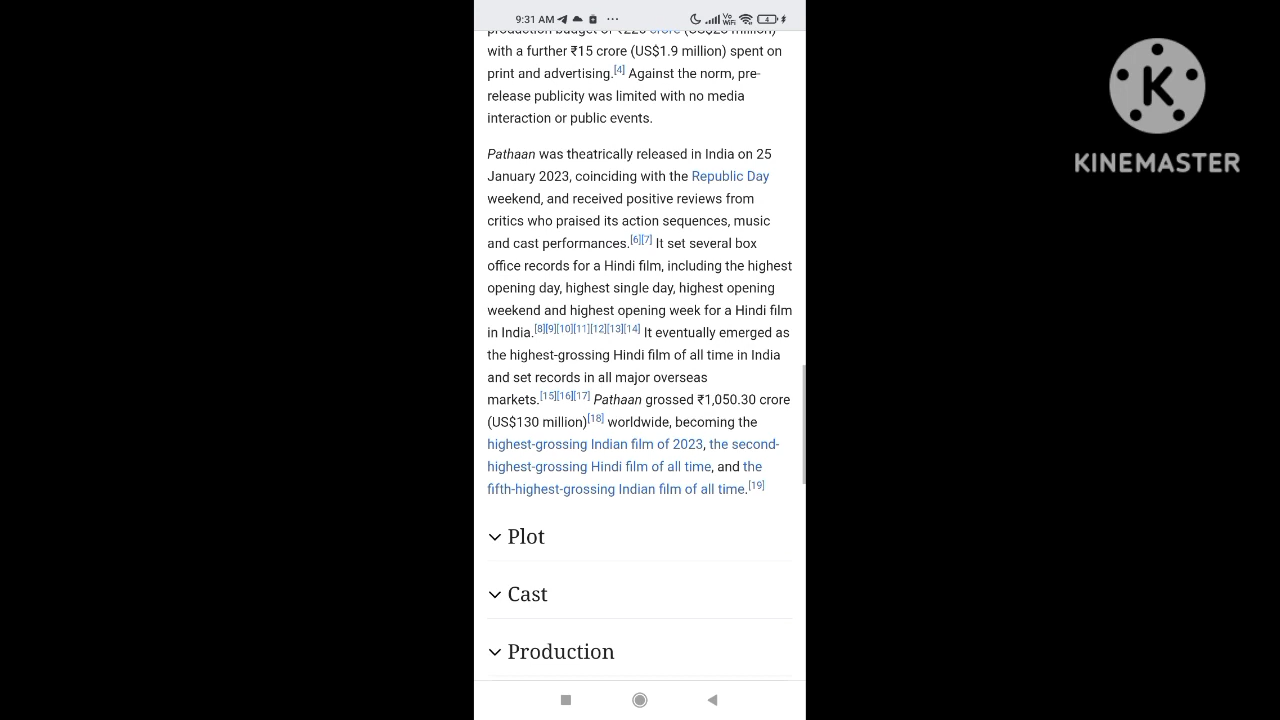 9:31 AM
Vo
WiFi
4
K
KINEMASTER
with a further ₹15 crore (US$1.9 million) spent on
print and advertising.[4] Against the norm, pre-
release publicity was limited with no media
interaction or public events.
Pathaan was theatrically released in India on 25
January 2023, coinciding with the Republic Day
weekend, and received positive reviews from
critics who praised its action sequences, music
and cast performances.[6][7] It set several box
office records for a Hindi film, including the highest
opening day, highest single day, highest opening
weekend and highest opening week for a Hindi film
in India.[8][9][10][11][12][13][14] It eventually emerged as
the highest-grossing Hindi film of all time in India
and set records in all major overseas
markets.[15][16][17] Pathaan grossed ₹1,050.30 crore
(US$130 million)[18] worldwide, becoming the
highest-grossing Indian film of 2023, the second-
highest-grossing Hindi film of all time, and the
fifth-highest-grossing Indian film of all time.[19]
Plot
Cast
Production